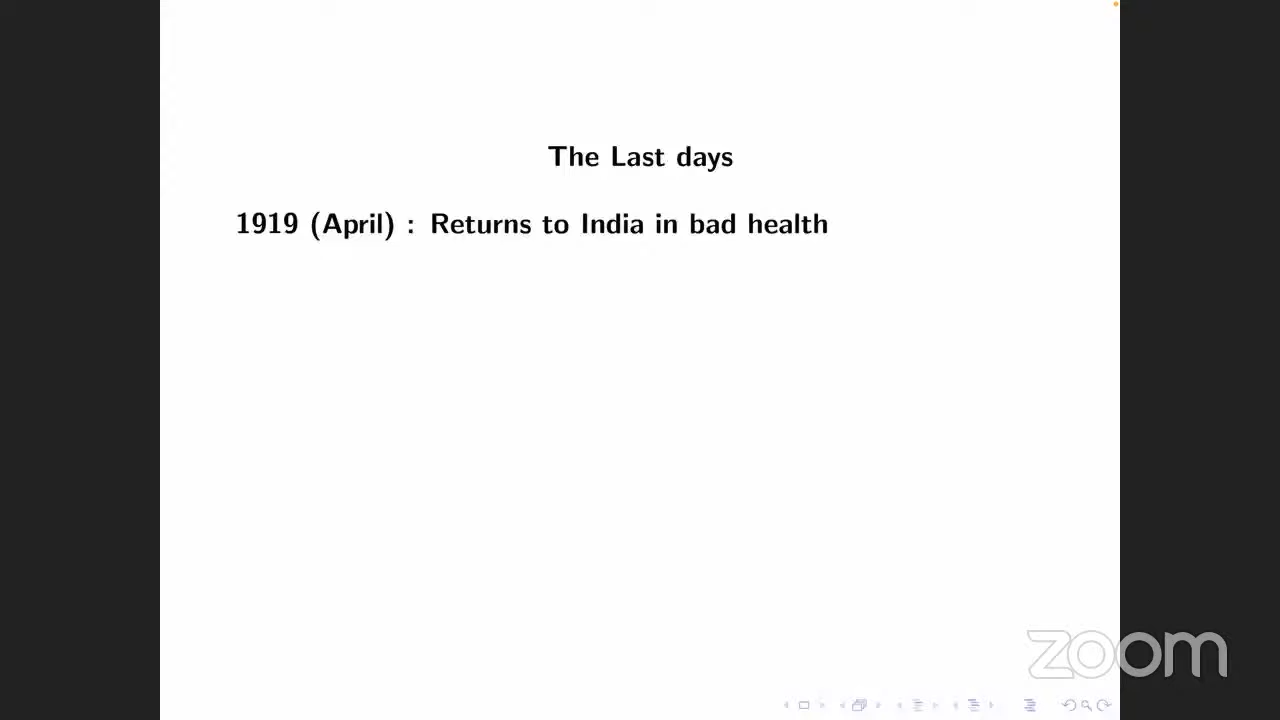 The Last days
1919 (April) : Returns to India in bad health
zoom